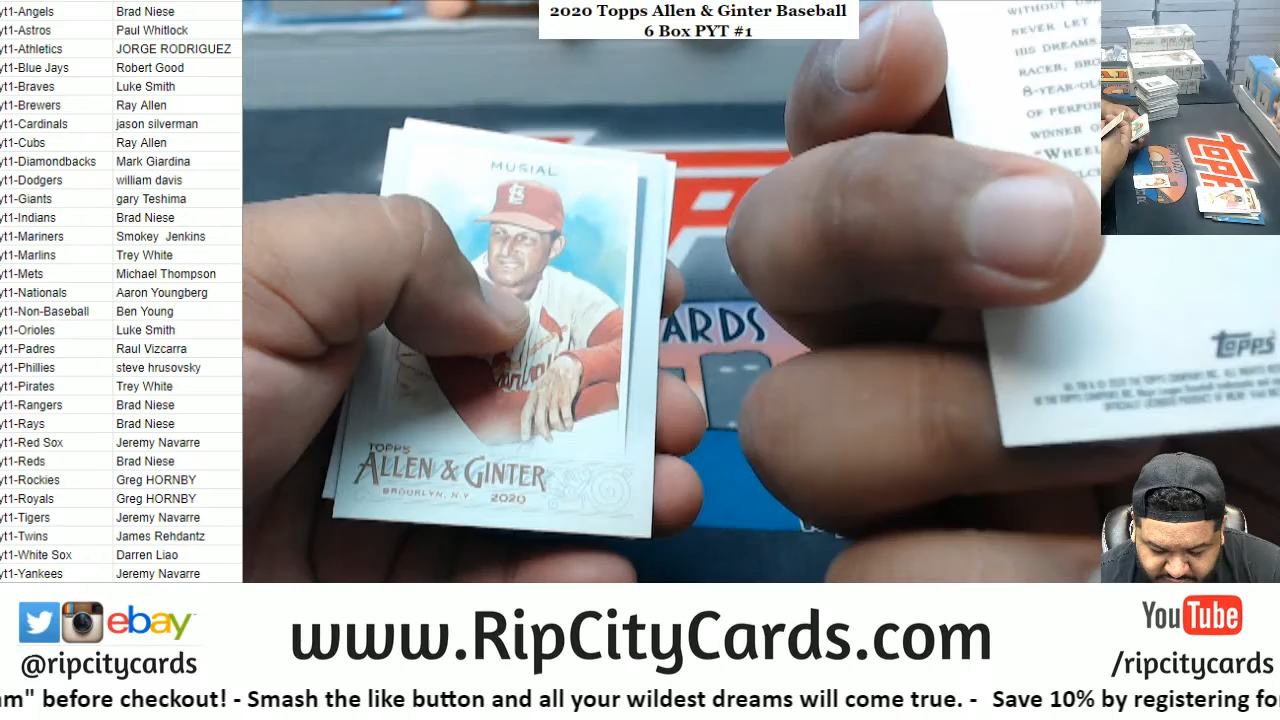 2020 Topps Allen & Ginter Baseball
6 Box PYT #1
yt1-Angels Brad Niese
yt1-Astros Paul Whitlock
yt1-Athletics JORGE RODRIGUEZ
yt1-Blue Jays Robert Good
yt1-Braves Luke Smith
yt1-Brewers Ray Allen
yt1-Cardinals jason silverman
yt1-Cubs Ray Allen
yt1-Diamondbacks Mark Giardina
yt1-Dodgers william davis
yt1-Giants gary Teshima
yt1-Indians Brad Niese
yt1-Mariners Smokey Jenkins
yt1-Marlins Trey White
yt1-Mets Michael Thompson
yt1-Nationals Aaron Youngberg
yt1-Non-Baseball Ben Young
yt1-Orioles Luke Smith
yt1-Padres Raul Vizcarra
yt1-Phillies steve hrusovsky
yt1-Pirates Trey White
yt1-Rangers Brad Niese
yt1-Rays Brad Niese
yt1-Red Sox Jeremy Navarre
yt1-Reds Brad Niese
yt1-Rockies Greg HORNBY
yt1-Royals Greg HORNBY
yt1-Tigers Jeremy Navarre
yt1-Twins James Rehdantz
yt1-White Sox Darren Liao
yt1-Yankees Jeremy Navarre
MUSIAL
TOPPS
ALLEN & GINTER
BROOKLYN, N.Y 2020
ARDS
WITHOUT
NEVER LET
HIS DREAMS
RACER,
8-YEAR-OL
OF PERFOR
WINNER O
"WHEEL
TOPPS
TOPPS
ebay
@ripcitycards
www.RipCityCards.com
YouTube
/ripcitycards
am" before checkout! - Smash the like button and all your wildest dreams will come true. - Save 10% by registering fo